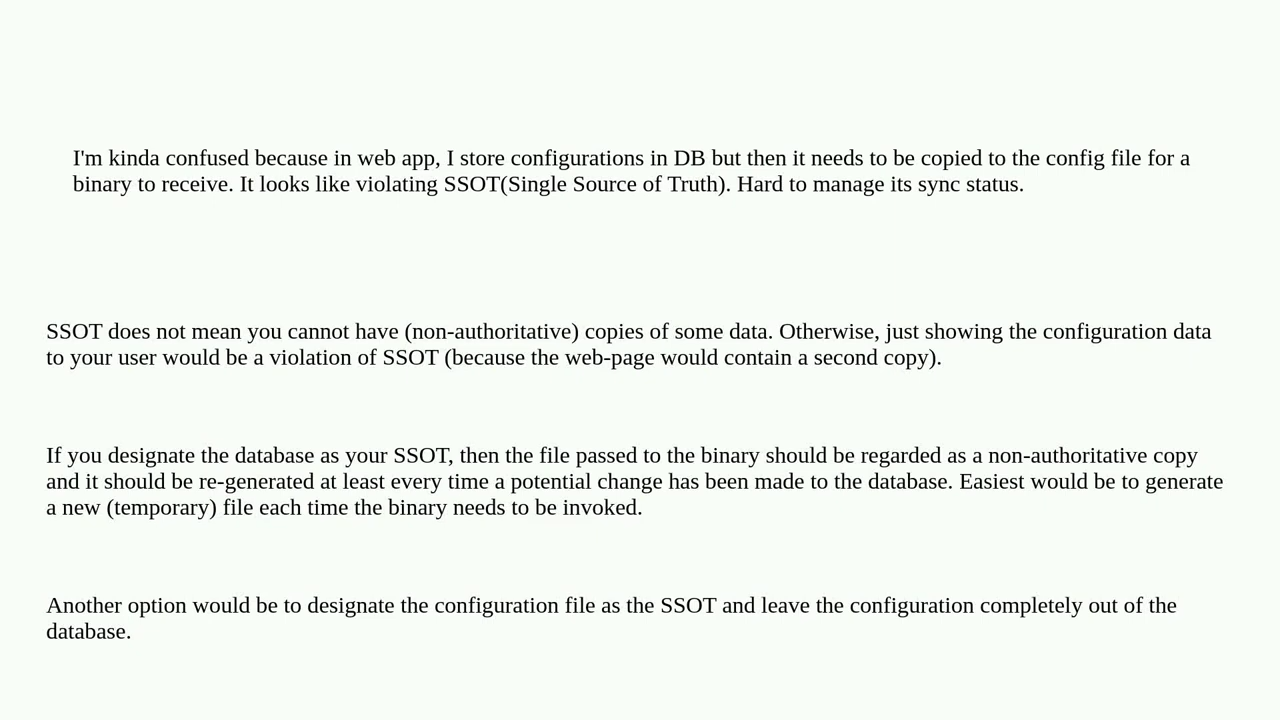 I'm kinda confused because in web app, I store configurations in DB but then it needs to be copied to the config file for a
binary to receive. It looks like violating SSOT(Single Source of Truth). Hard to manage its sync status.
SSOT does not mean you cannot have (non-authoritative) copies of some data. Otherwise, just showing the configuration data
to your user would be a violation of SSOT (because the web-page would contain a second copy).
If you designate the database as your SSOT, then the file passed to the binary should be regarded as a non-authoritative copy
and it should be re-generated at least every time a potential change has been made to the database. Easiest would be to generate
a new (temporary) file each time the binary needs to be invoked.
Another option would be to designate the configuration file as the SSOT and leave the configuration completely out of the
database.